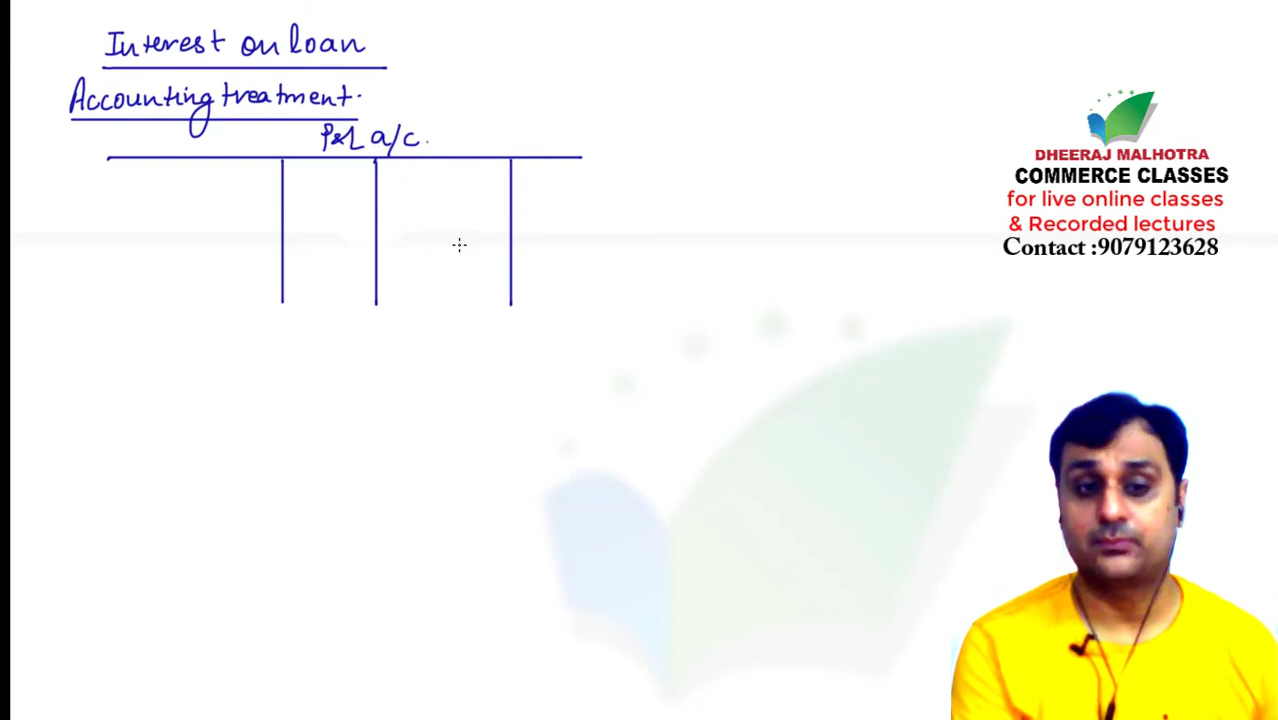 Interest on loan
Accounting treatment.
P&L a/c.
DHEERAJ MALHOTRA
COMMERCE CLASSES
for live online classes
& Recorded lectures
Contact :9079123628